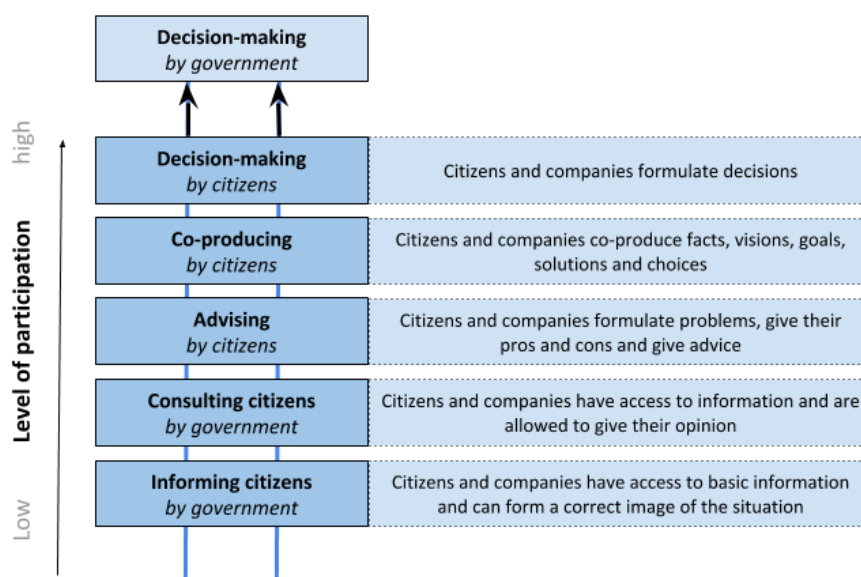 Decision-making
by government
high
Decision-making
by citizens
Citizens and companies formulate decisions
Level of participation
Co-producing
by citizens
Citizens and companies co-produce facts, visions, goals,
solutions and choices
Advising
by citizens
Citizens and companies formulate problems, give their
pros and cons and give advice
Consulting citizens
by government
Citizens and companies have access to information and are
allowed to give their opinion
Low
Informing citizens
by government
Citizens and companies have access to basic information
and can form a correct image of the situation